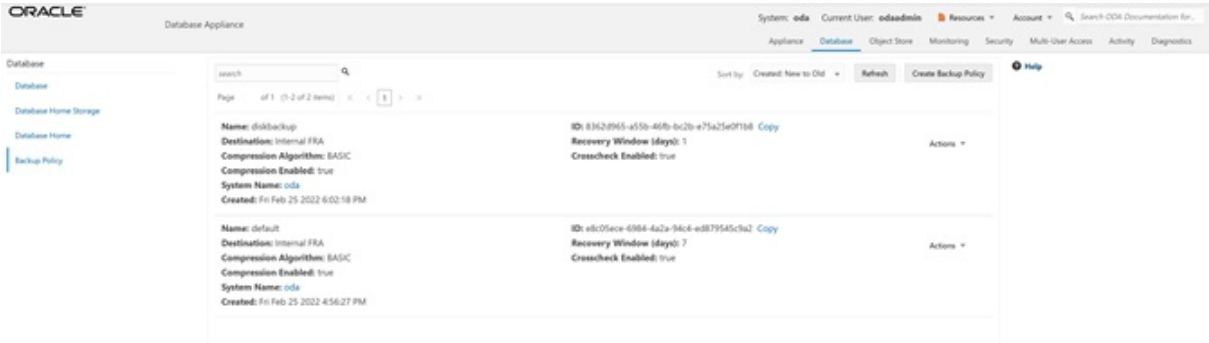 ORACLE
Database Appliance
System: oda Current User: odaadmin Resources Account Search ODA Documentation for...
Appliance Database Object Store Monitoring Security Multi-User Access Activity Diagnostics
Database
Database
Database Home Storage
Database Home
Backup Policy
search
Sort by: Created: New to Old Refresh Create Backup Policy
Page of 1 (1-2 of 2 items) 1
Help
Name: diskbackup
Destination: Internal FRA
Compression Algorithm: BASIC
Compression Enabled: true
System Name: oda
Created: Fri Feb 25 2022 6:02:18 PM
ID: 8362d965-a55b-46fb-bc2b-e75a25e0f1b8 Copy
Recovery Window (days): 1
Crosscheck Enabled: true
Actions
Name: default
Destination: Internal FRA
Compression Algorithm: BASIC
Compression Enabled: true
System Name: oda
Created: Fri Feb 25 2022 4:56:27 PM
ID: e8c05ece-6984-4a2a-94c4-ed879545c9a2 Copy
Recovery Window (days): 7
Crosscheck Enabled: true
Actions